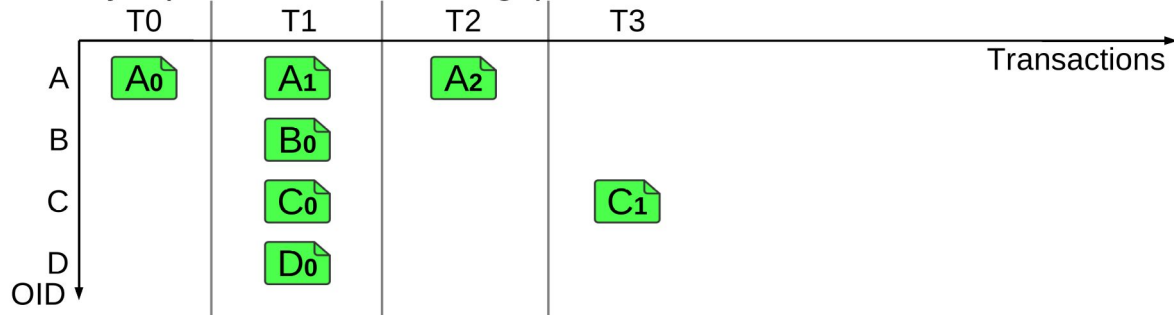 T0 T1 T2 T3
Transactions
A A0 A1 A2
B B0
C C0 C1
D D0
OID